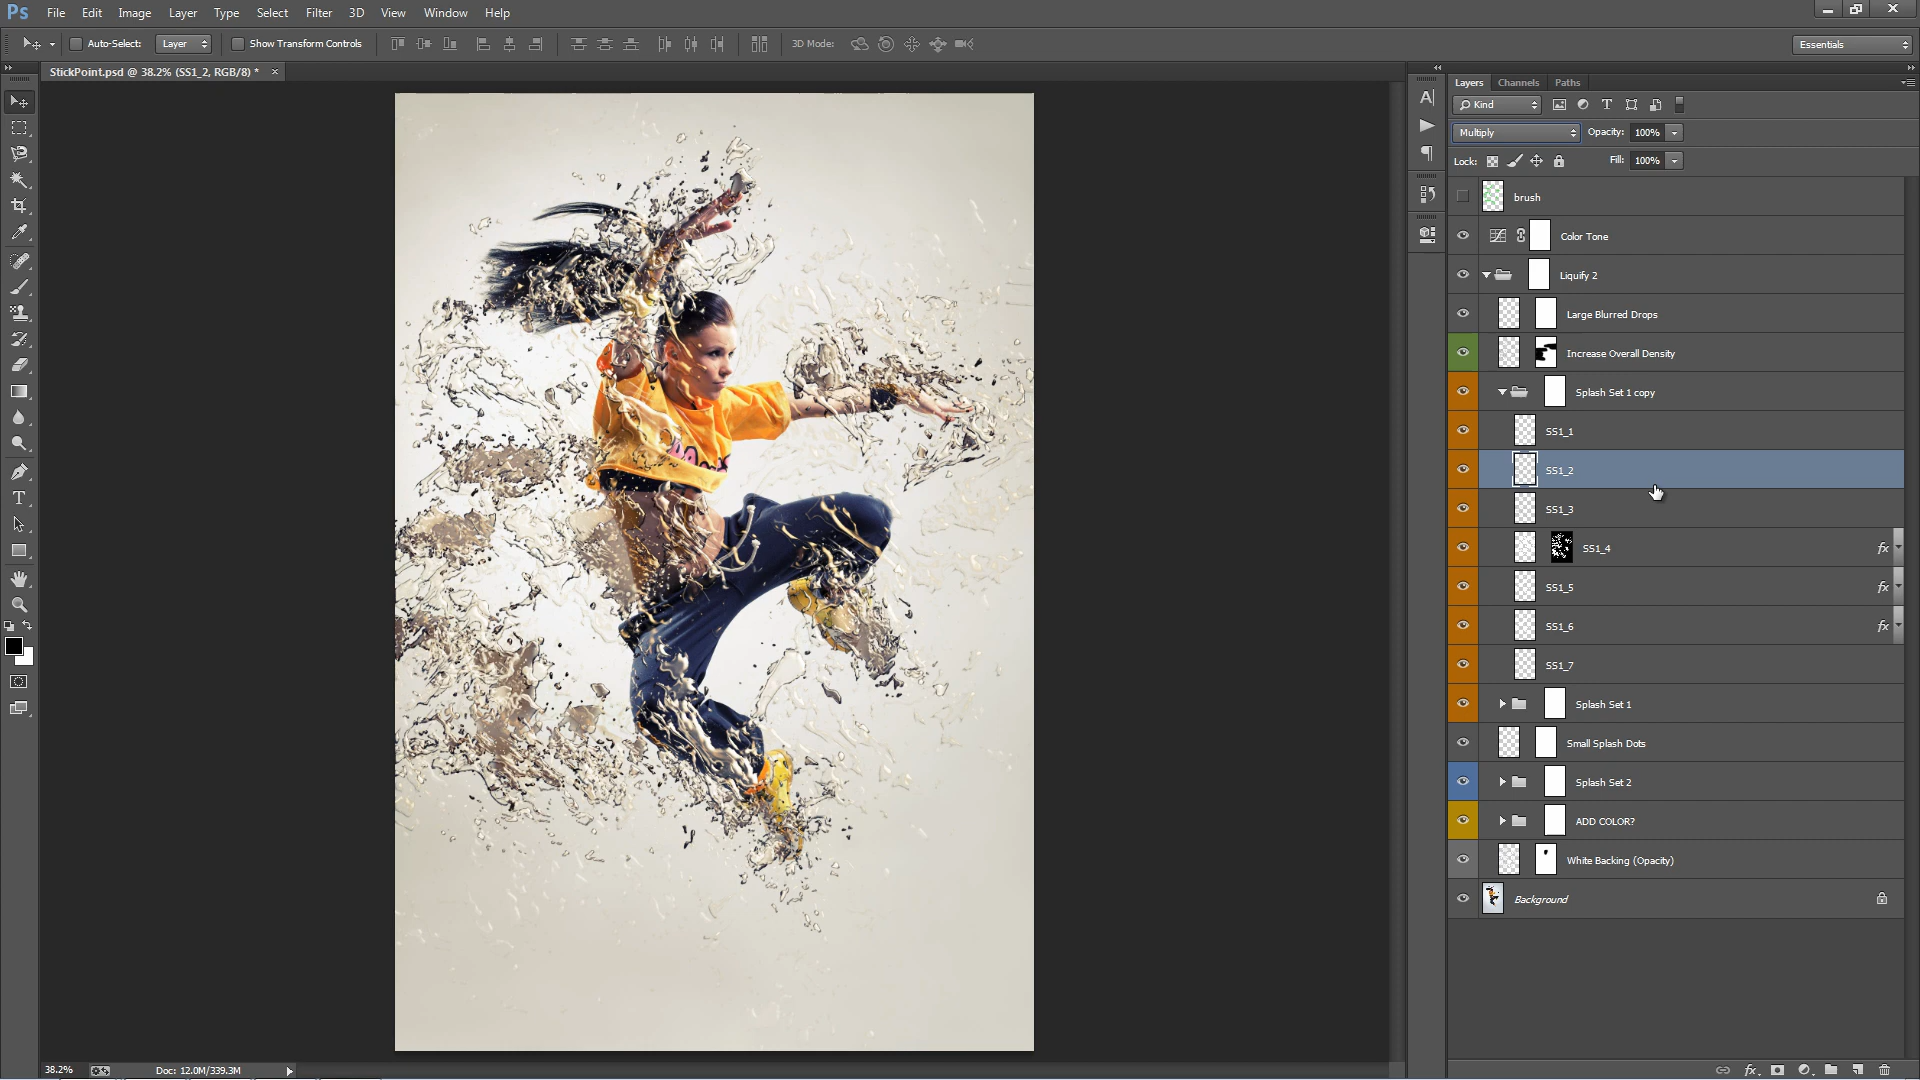 Ps File Edit Image Layer Type Select Filter 3D View Window Help
Auto-Select: Layer Show Transform Controls 3D Mode: Essentials
StickPoint.psd @ 38.2% (SS1_2, RGB/8) * ×
Layers Channels Paths
Kind T
Multiply Opacity: 100%
Lock: Fill: 100%
brush
Color Tone
Liquify 2
Large Blurred Drops
Increase Overall Density
Splash Set 1 copy
SS1_1
SS1_2
SS1_3
SS1_4 fx
SS1_5 fx
SS1_6 fx
SS1_7
Splash Set 1
Small Splash Dots
Splash Set 2
ADD COLOR?
White Backing (Opacity)
Background
38.2% Doc: 12.0M/339.3M fx